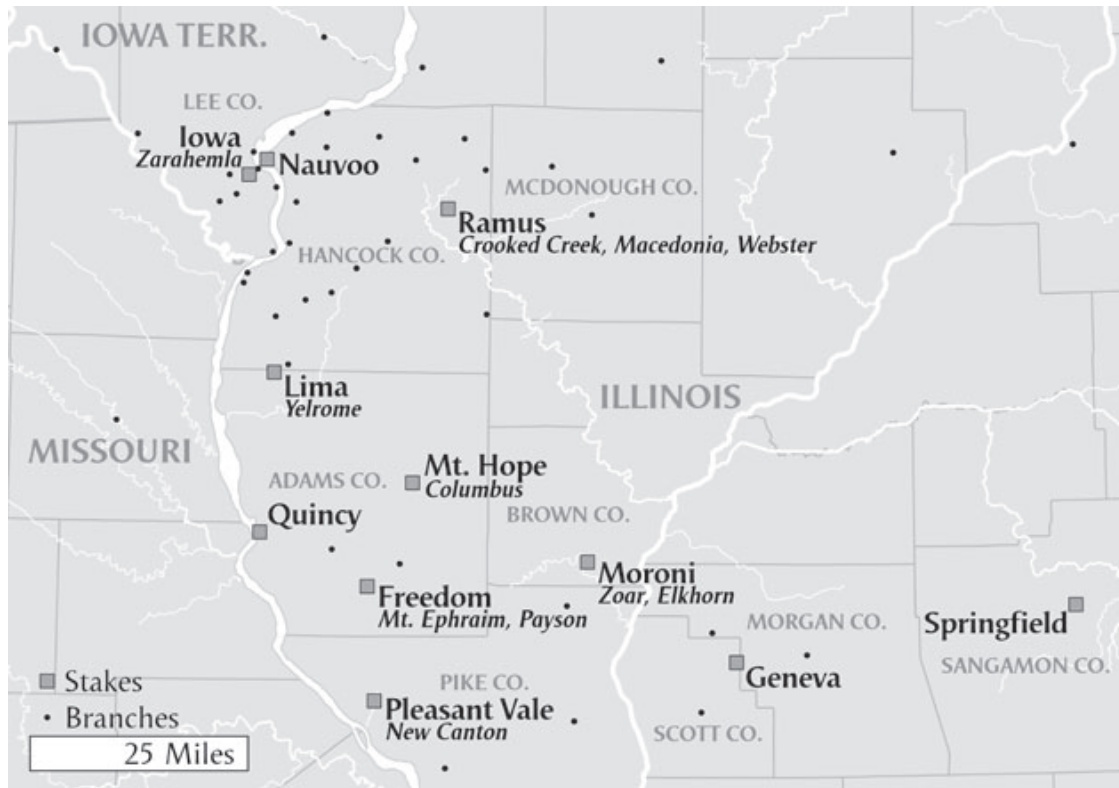 IOWA TERR.
LEE CO.
Iowa
Zarahemla
Nauvoo
MCDONOUGH CO.
Ramus
Crooked Creek, Macedonia, Webster
HANCOCK CO.
Lima
Yelrome
ILLINOIS
MISSOURI
Mt. Hope
Columbus
ADAMS CO.
Quincy
BROWN CO.
Moroni
Zoar, Elkhorn
Freedom
Mt. Ephraim, Payson
MORGAN CO.
Springfield
SANGAMON CO.
Geneva
PIKE CO.
Pleasant Vale
New Canton
SCOTT CO.
Stakes
Branches
25 Miles